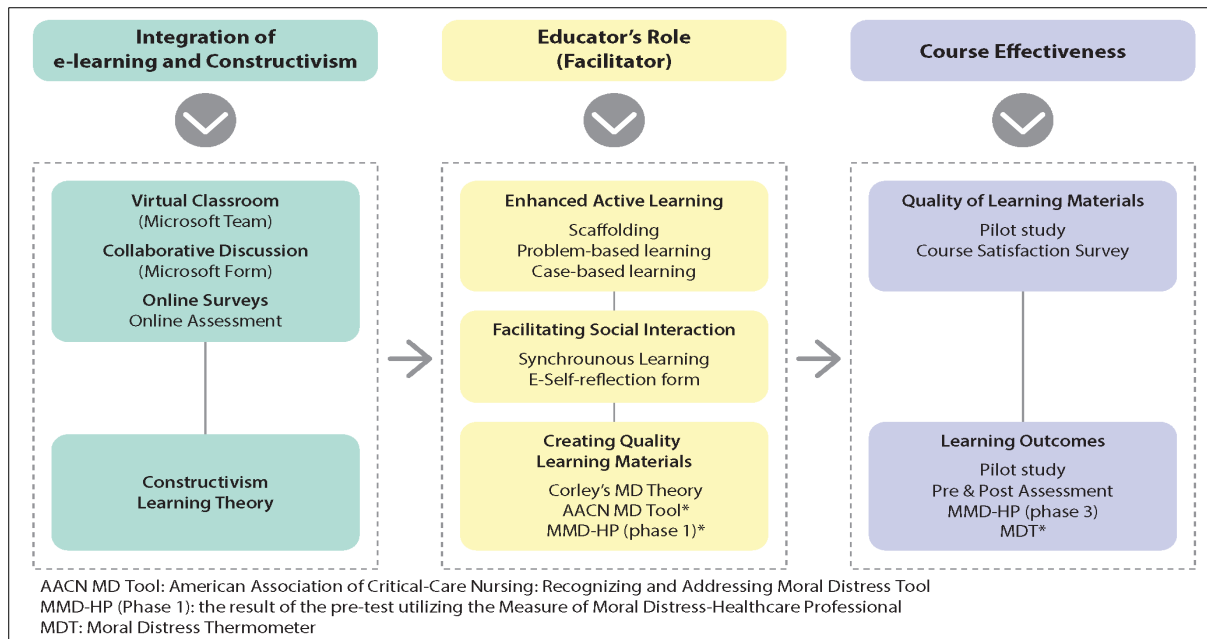 Integration of
e-learning and Constructivism
Virtual Classroom
(Microsoft Team)
Collaborative Discussion
(Microsoft Form)
Online Surveys
Online Assessment
Constructivism
Learning Theory
Educator's Role
(Facilitator)
Enhanced Active Learning
Scaffolding
Problem-based learning
Case-based learning
Facilitating Social Interaction
Synchrounous Learning
E-Self-reflection form
Creating Quality
Learning Materials
Corley's MD Theory
AACN MD Tool*
MMD-HP (phase 1)*
Course Effectiveness
Quality of Learning Materials
Pilot study
Course Satisfaction Survey
Learning Outcomes
Pilot study
Pre & Post Assessment
MMD-HP (phase 3)
MDT*
AACN MD Tool: American Association of Critical-Care Nursing: Recognizing and Addressing Moral Distress Tool
MMD-HP (Phase 1): the result of the pre-test utilizing the Measure of Moral Distress-Healthcare Professional
MDT: Moral Distress Thermometer